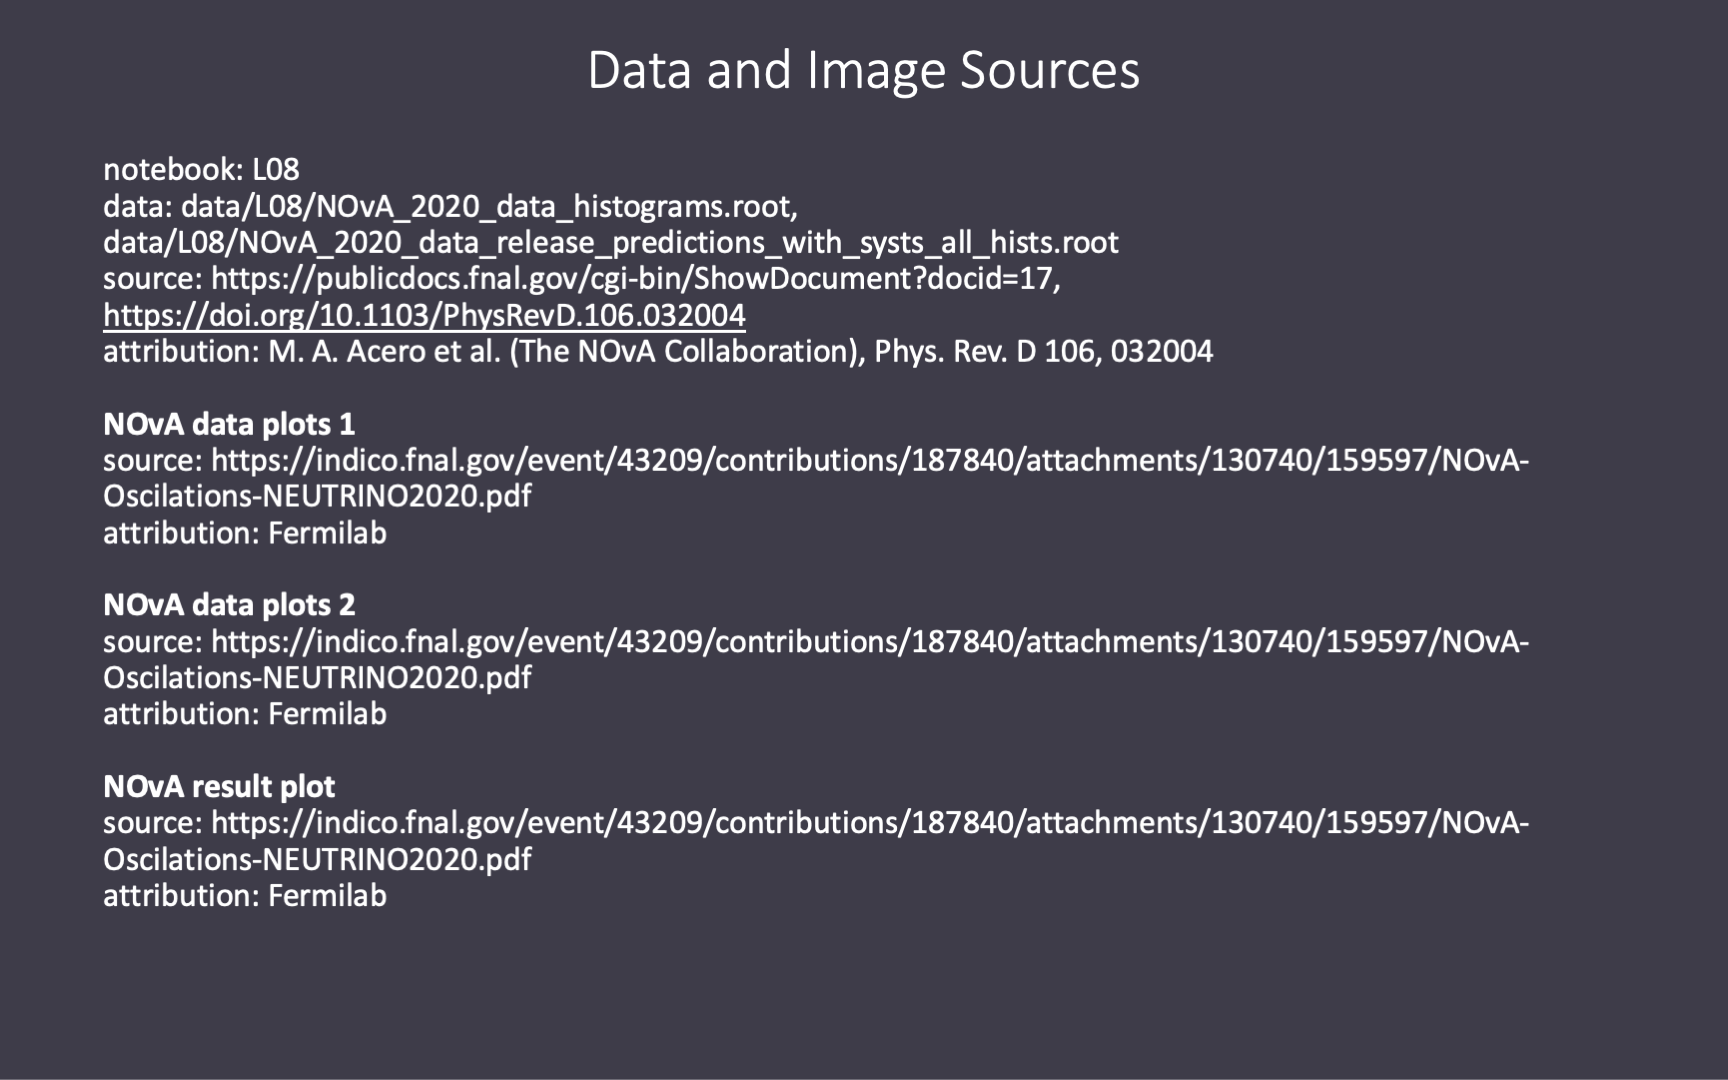 Data and Image Sources
notebook: L08
data: data/L08/NOvA_2020_data_histograms.root,
data/L08/NOvA_2020_data_release_predictions_with_systs_all_hists.root
source: https://publicdocs.fnal.gov/cgi-bin/ShowDocument?docid=17,
https://doi.org/10.1103/PhysRevD.106.032004
attribution: M. A. Acero et al. (The NOvA Collaboration), Phys. Rev. D 106, 032004
NOvA data plots 1
source: https://indico.fnal.gov/event/43209/contributions/187840/attachments/130740/159597/NOvA-
Oscilations-NEUTRINO2020.pdf
attribution: Fermilab
NOvA data plots 2
source: https://indico.fnal.gov/event/43209/contributions/187840/attachments/130740/159597/NOvA-
Oscilations-NEUTRINO2020.pdf
attribution: Fermilab
NOvA result plot
source: https://indico.fnal.gov/event/43209/contributions/187840/attachments/130740/159597/NOvA-
Oscilations-NEUTRINO2020.pdf
attribution: Fermilab